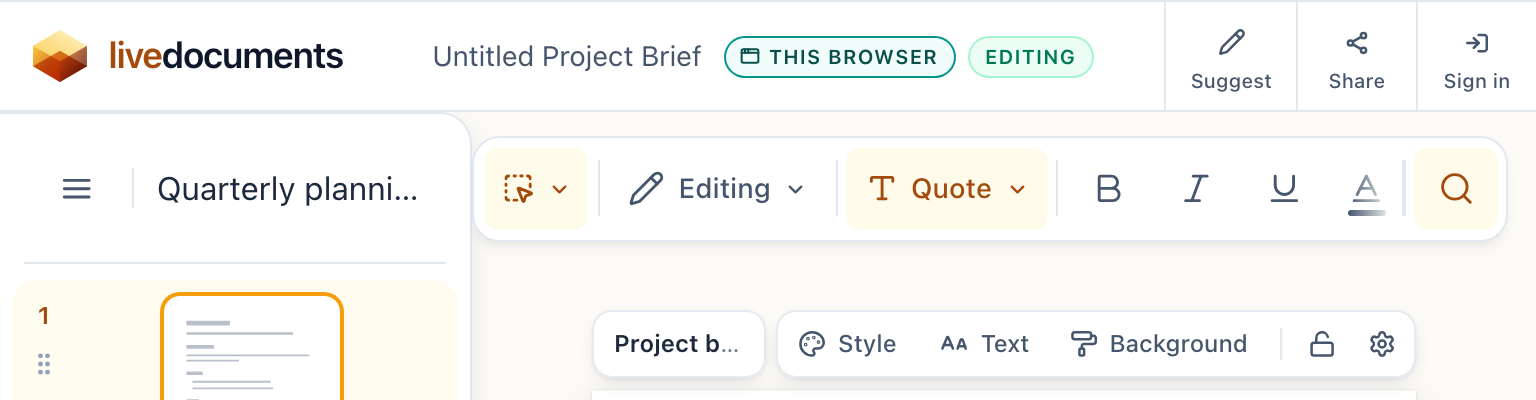 livedocuments
Untitled Project Brief
THIS BROWSER
EDITING
Suggest
Share
Sign in
Quarterly planni...
Editing
Quote
B
I
U
A
1
Project b...
Style
Text
Background